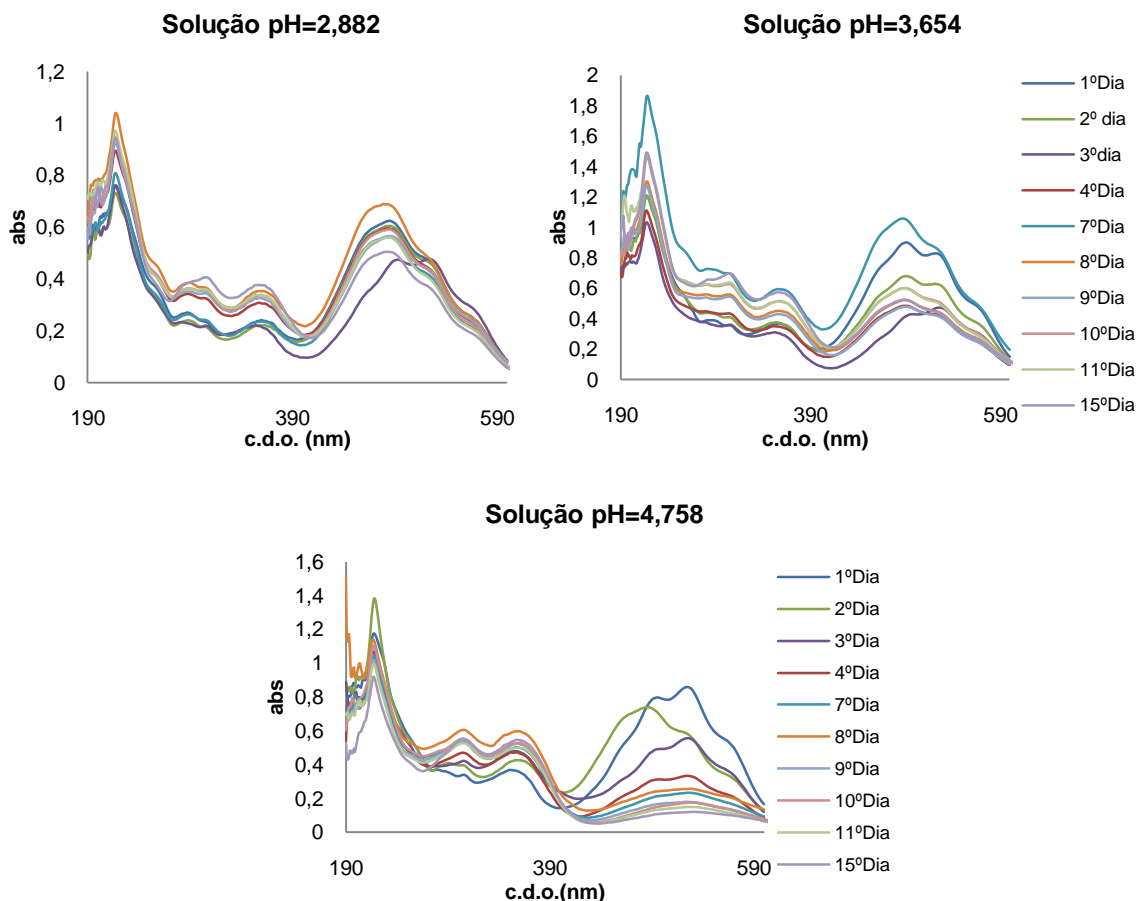 Solução pH=2,882
abs
1,2
1
0,8
0,6
0,4
0,2
0
190
390
590
c.d.o. (nm)
Solução pH=3,654
abs
2
1,8
1,6
1,4
1,2
1
0,8
0,6
0,4
0,2
0
190
390
590
c.d.o. (nm)
1ºDia
2º dia
3ºdia
4ºDia
7ºDia
8ºDia
9ºDia
10ºDia
11ºDia
15ºDia
Solução pH=4,758
abs
1,6
1,4
1,2
1
0,8
0,6
0,4
0,2
0
190
390
590
c.d.o.(nm)
1ºDia
2ºDia
3ºDia
4ºDia
7ºDia
8ºDia
9ºDia
10ºDia
11ºDia
15ºDia